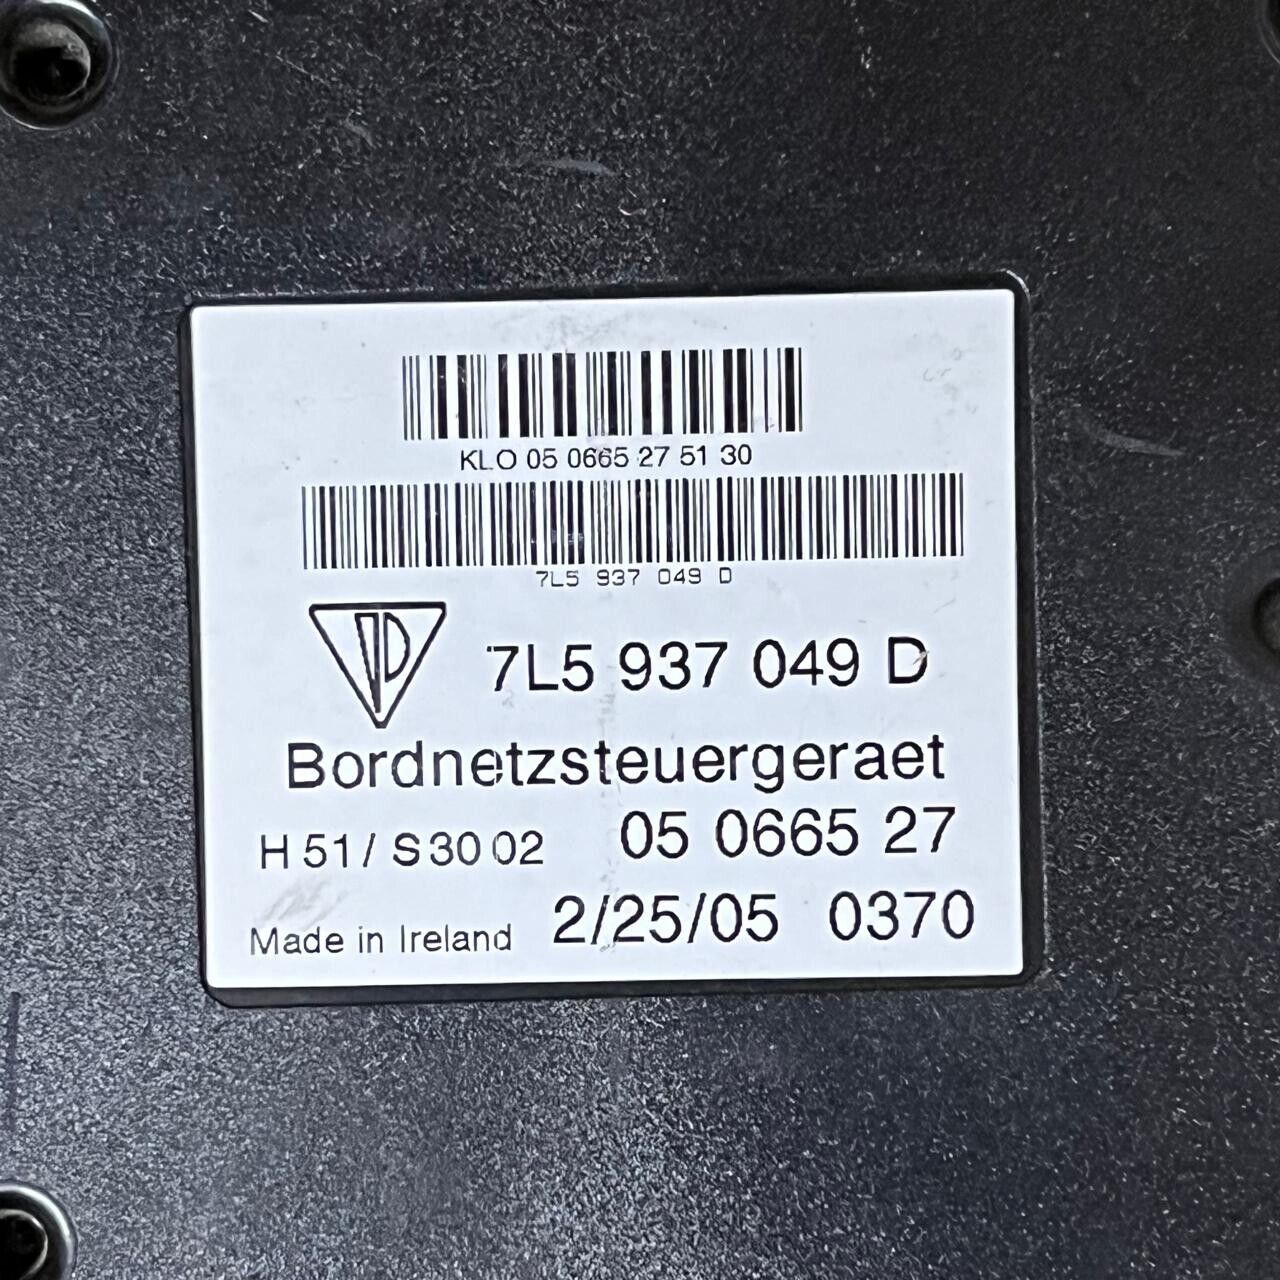 KLO 05 0665 27 51 30
7L5 937 049 D
7L5 937 049 D
Bordnetzsteuergeraet
H 51 / S 30 02 05 0665 27
Made in Ireland 2/25/05 0370